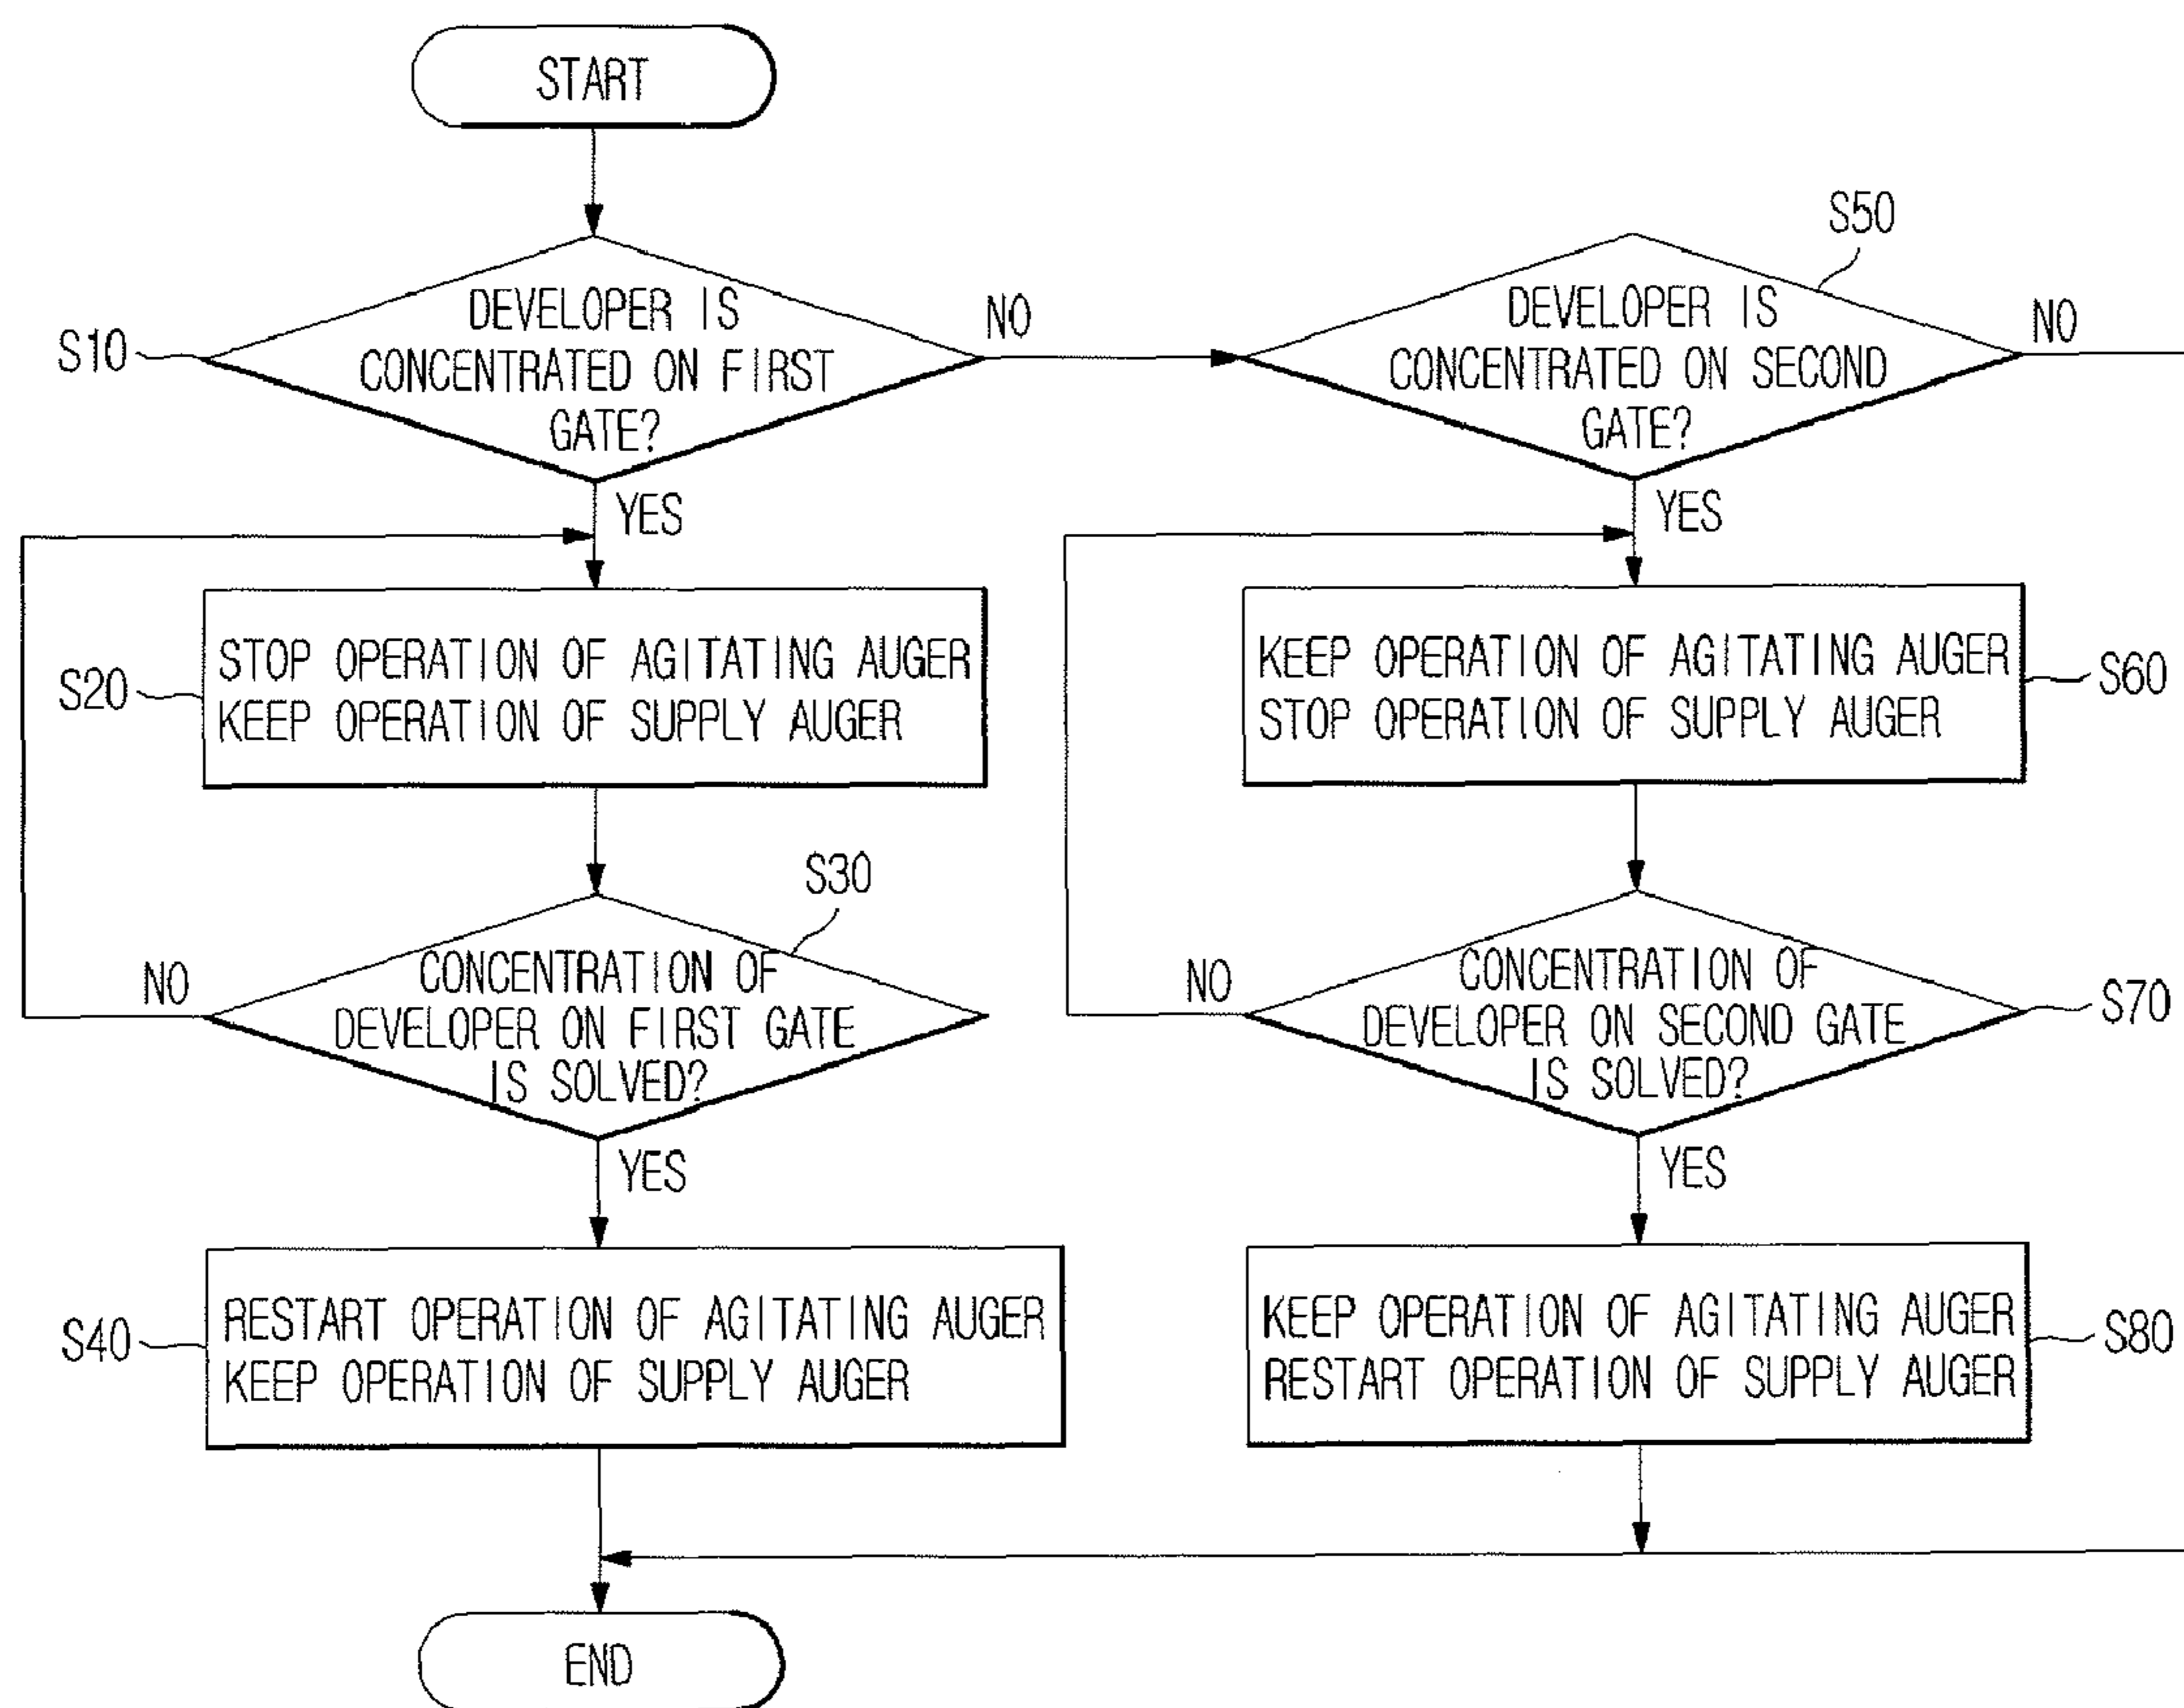 START
S10
DEVELOPER IS
CONCENTRATED ON FIRST
GATE?
NO
YES
S50
DEVELOPER IS
CONCENTRATED ON SECOND
GATE?
NO
YES
S20
STOP OPERATION OF AGITATING AUGER
KEEP OPERATION OF SUPPLY AUGER
KEEP OPERATION OF AGITATING AUGER
STOP OPERATION OF SUPPLY AUGER
S60
S30
CONCENTRATION OF
DEVELOPER ON FIRST GATE
IS SOLVED?
NO
YES
CONCENTRATION OF
DEVELOPER ON SECOND GATE
IS SOLVED?
NO
S70
YES
S40
RESTART OPERATION OF AGITATING AUGER
KEEP OPERATION OF SUPPLY AUGER
KEEP OPERATION OF AGITATING AUGER
RESTART OPERATION OF SUPPLY AUGER
S80
END